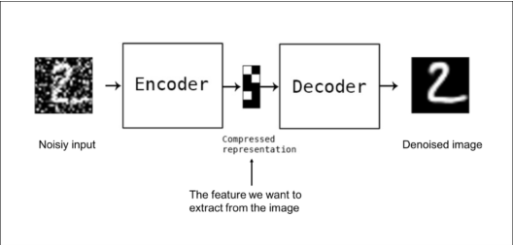 Encoder
Decoder
Noisiy input
Compressed
representation
Denoised image
The feature we want to
extract from the image